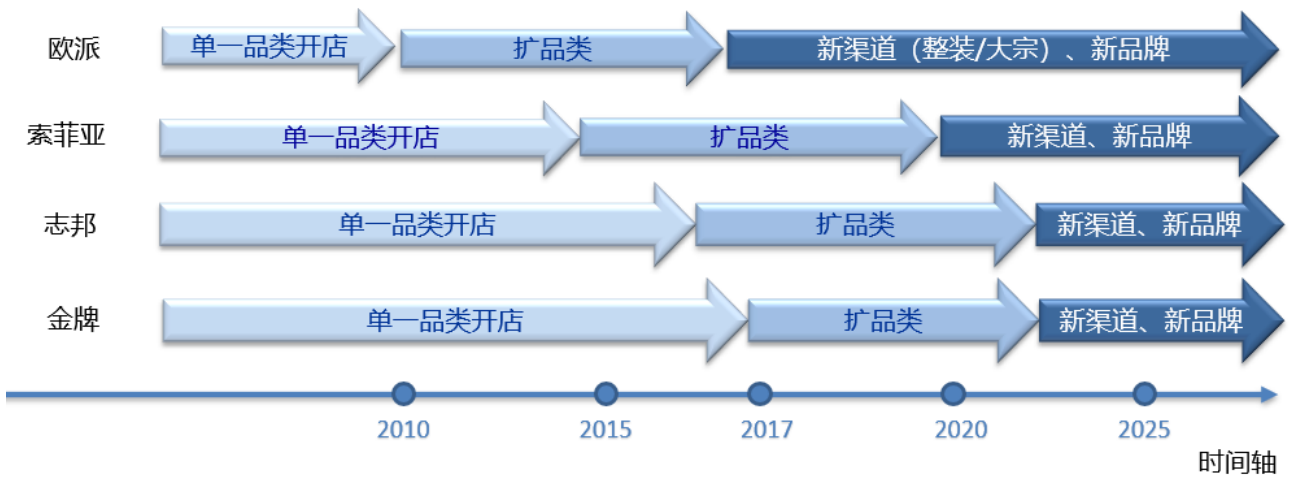 欧派 单一品类开店 扩品类 新渠道（整装/大宗）、新品牌
索菲亚 单一品类开店 扩品类 新渠道、新品牌
志邦 单一品类开店 扩品类 新渠道、新品牌
金牌 单一品类开店 扩品类 新渠道、新品牌
2010 2015 2017 2020 2025
时间轴